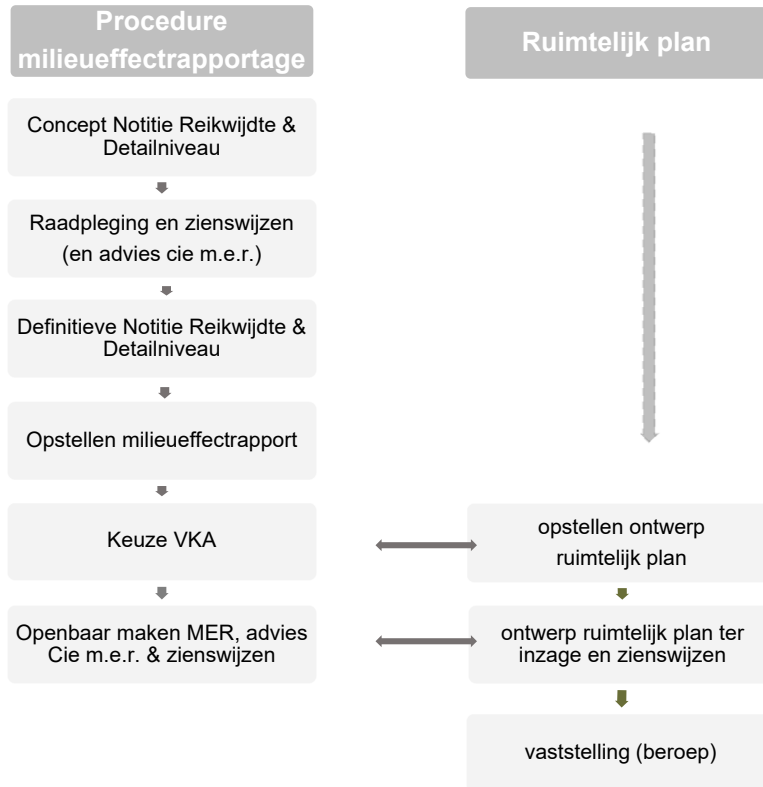 Procedure
milieueffectrapportage
Concept Notitie Reikwijdte &
Detailniveau
Raadpleging en zienswijzen
(en advies cie m.e.r.)
Definitieve Notitie Reikwijdte &
Detailniveau
Opstellen milieueffectrapport
Keuze VKA
Openbaar maken MER, advies
Cie m.e.r. & zienswijzen
Ruimtelijk plan
opstellen ontwerp
ruimtelijk plan
ontwerp ruimtelijk plan ter
inzage en zienswijzen
vaststelling (beroep)